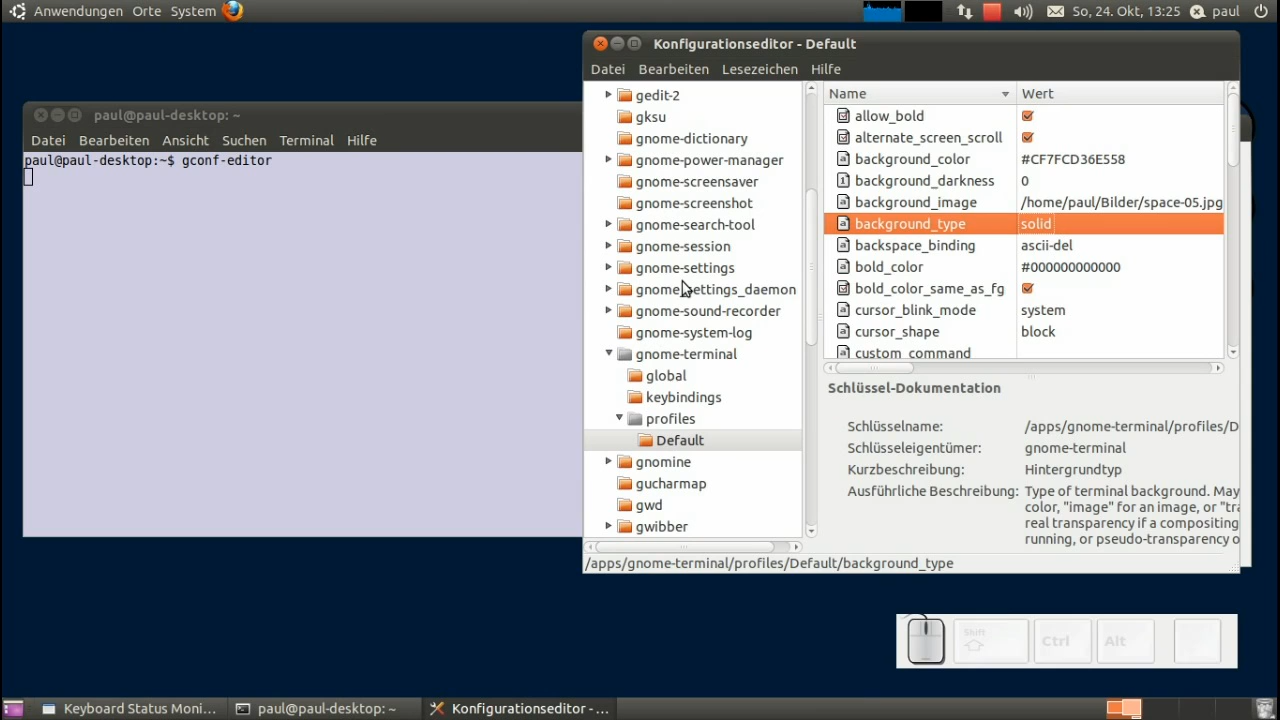 Anwendungen Orte System So, 24. Okt, 13:25 paul
Konfigurationseditor - Default
Datei Bearbeiten Lesezeichen Hilfe
paul@paul-desktop: ~
Datei Bearbeiten Ansicht Suchen Terminal Hilfe
paul@paul-desktop:~$ gconf-editor
gedit-2
gksu
gnome-dictionary
gnome-power-manager
gnome-screensaver
gnome-screenshot
gnome-search-tool
gnome-session
gnome-settings
gnome-settings_daemon
gnome-sound-recorder
gnome-system-log
gnome-terminal
global
keybindings
profiles
Default
gnomine
gucharmap
gwd
gwibber
Name Wert
allow_bold
alternate_screen_scroll
background_color #CF7FCD36E558
background_darkness 0
background_image /home/paul/Bilder/space-05.jpg
background_type solid
backspace_binding ascii-del
bold_color #000000000000
bold_color_same_as_fg
cursor_blink_mode system
cursor_shape block
custom_command
Schlüssel-Dokumentation
Schlüsselname: /apps/gnome-terminal/profiles/D
Schlüsseleigentümer: gnome-terminal
Kurzbeschreibung: Hintergrundtyp
Ausführliche Beschreibung: Type of terminal background. May
color, "image" for an image, or "tra
real transparency if a compositing
running, or pseudo-transparency o
/apps/gnome-terminal/profiles/Default/background_type
Shift Ctrl Alt
Keyboard Status Moni... paul@paul-desktop: ~ Konfigurationseditor - ...